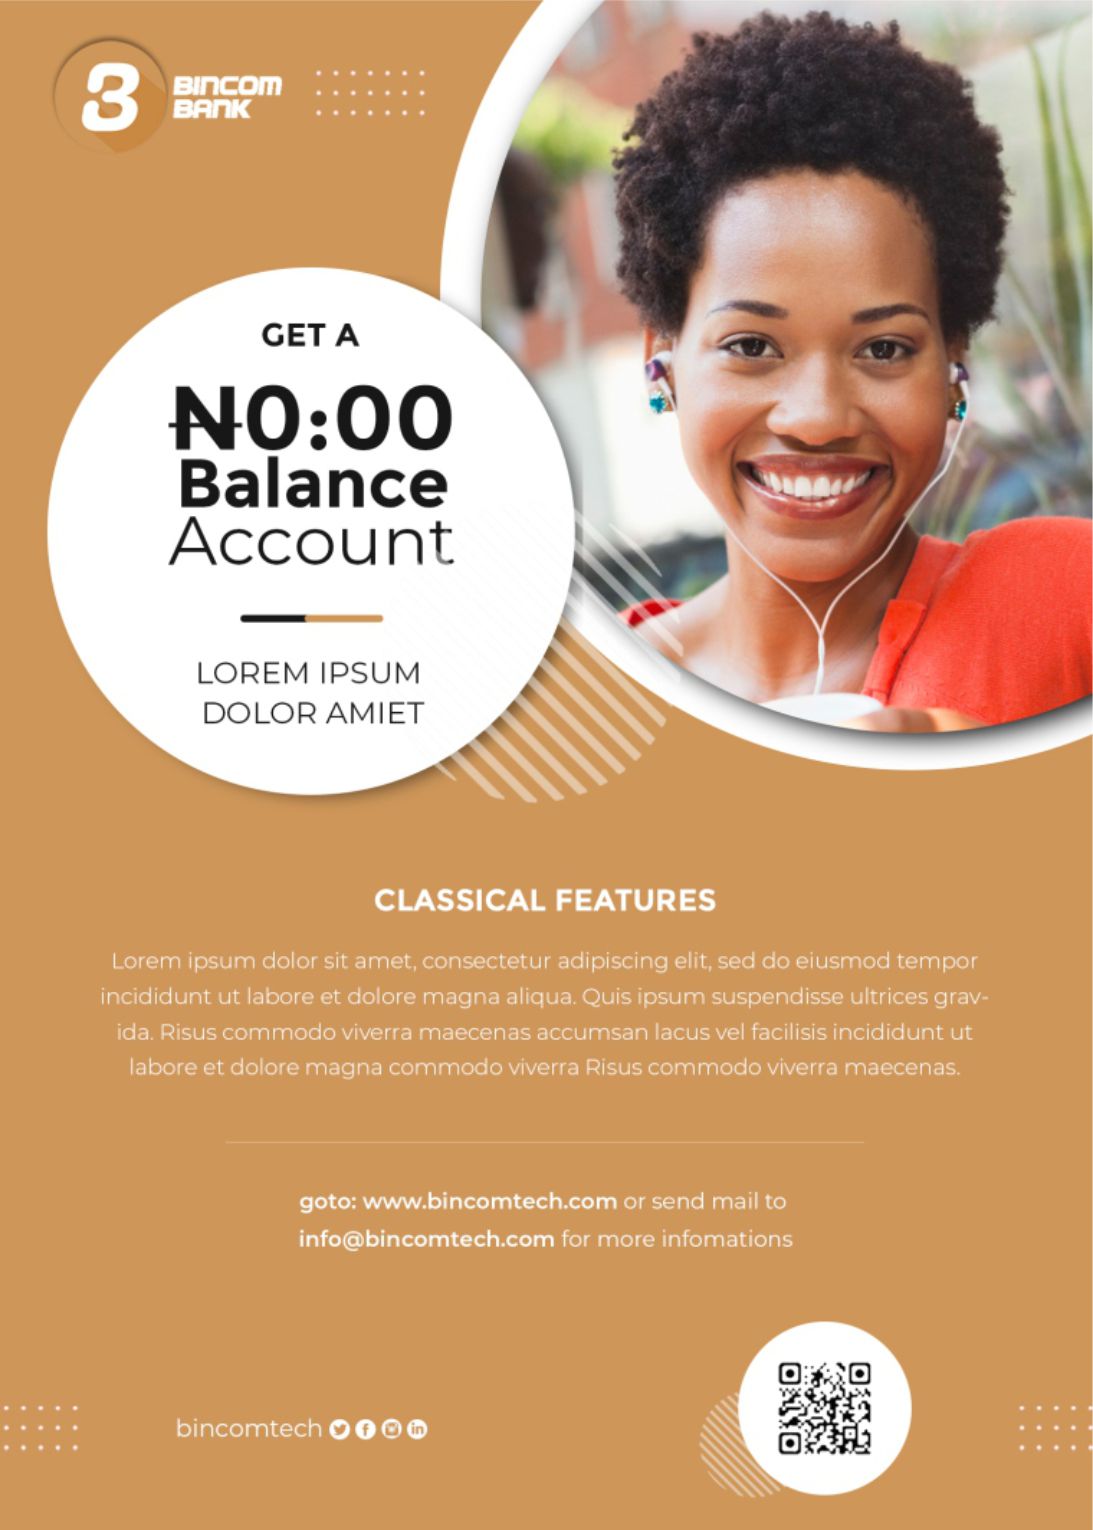 BINCOM
BANK
GET A
₦0:00
Balance
Account
LOREM IPSUM
DOLOR AMIET
CLASSICAL FEATURES
Lorem ipsum dolor sit amet, consectetur adipiscing elit, sed do eiusmod tempor
incididunt ut labore et dolore magna aliqua. Quis ipsum suspendisse ultrices grav-
ida. Risus commodo viverra maecenas accumsan lacus vel facilisis incididunt ut
labore et dolore magna commodo viverra Risus commodo viverra maecenas.
goto: www.bincomtech.com or send mail to
info@bincomtech.com for more infomations
bincomtech